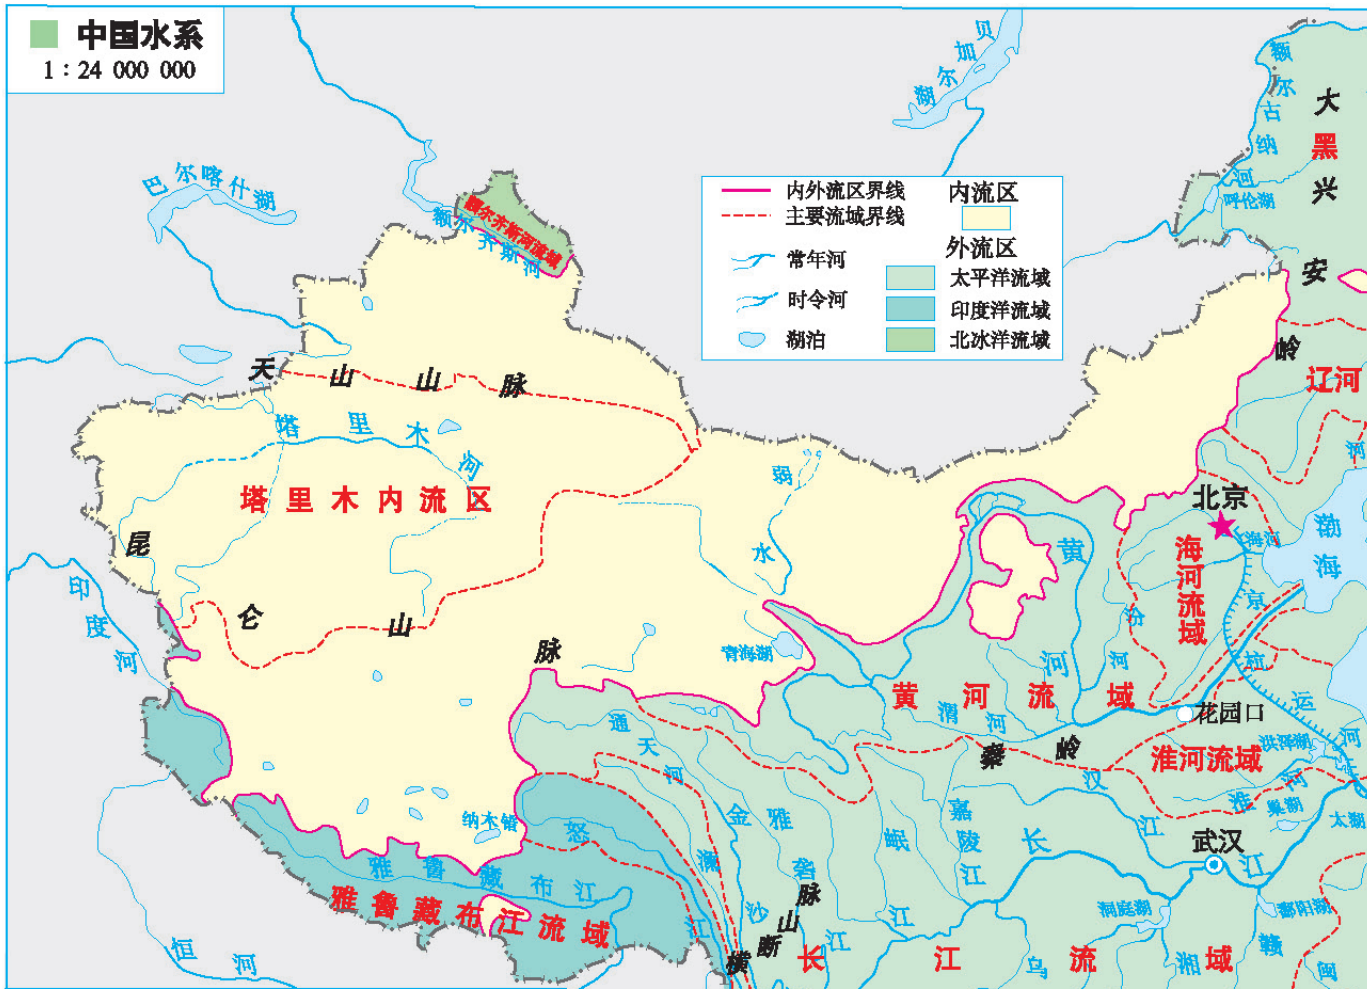 中国水系
1：24 000 000
贝加尔湖
巴尔喀什湖
额尔齐斯河流域
额尔齐斯河
额尔古纳河
呼伦湖
大兴安岭
黑
辽河
内外流区界线
主要流域界线
常年河
时令河
湖泊
内流区
外流区
太平洋流域
印度洋流域
北冰洋流域
天山山脉
塔里木河
塔里木内流区
昆仑山脉
印度河
弱水
青海湖
北京
海河
渤海
海河流域
京杭运河
黄河
汾河
河
黄河流域
渭河
花园口
秦岭
淮河流域
洪泽湖
淮河
巢湖
太湖
通天河
金沙江
雅砻江
岷江
嘉陵江
汉江
长江
武汉
纳木错
怒江
澜
雅鲁藏布江
雅鲁藏布江流域
恒河
横断山脉
长江流域
洞庭湖
鄱阳湖
乌
湘
赣
闽